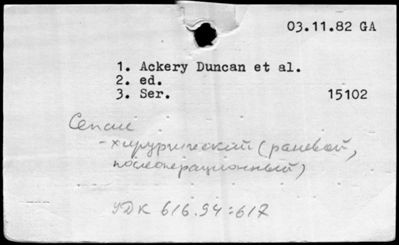 03.11.82 GA
1. Ackery Duncan et al.
2. ed.
3. Ser. 15102
Сепсис
-хирургический (раневой,
послеоперационный)
УДК 616.94:617